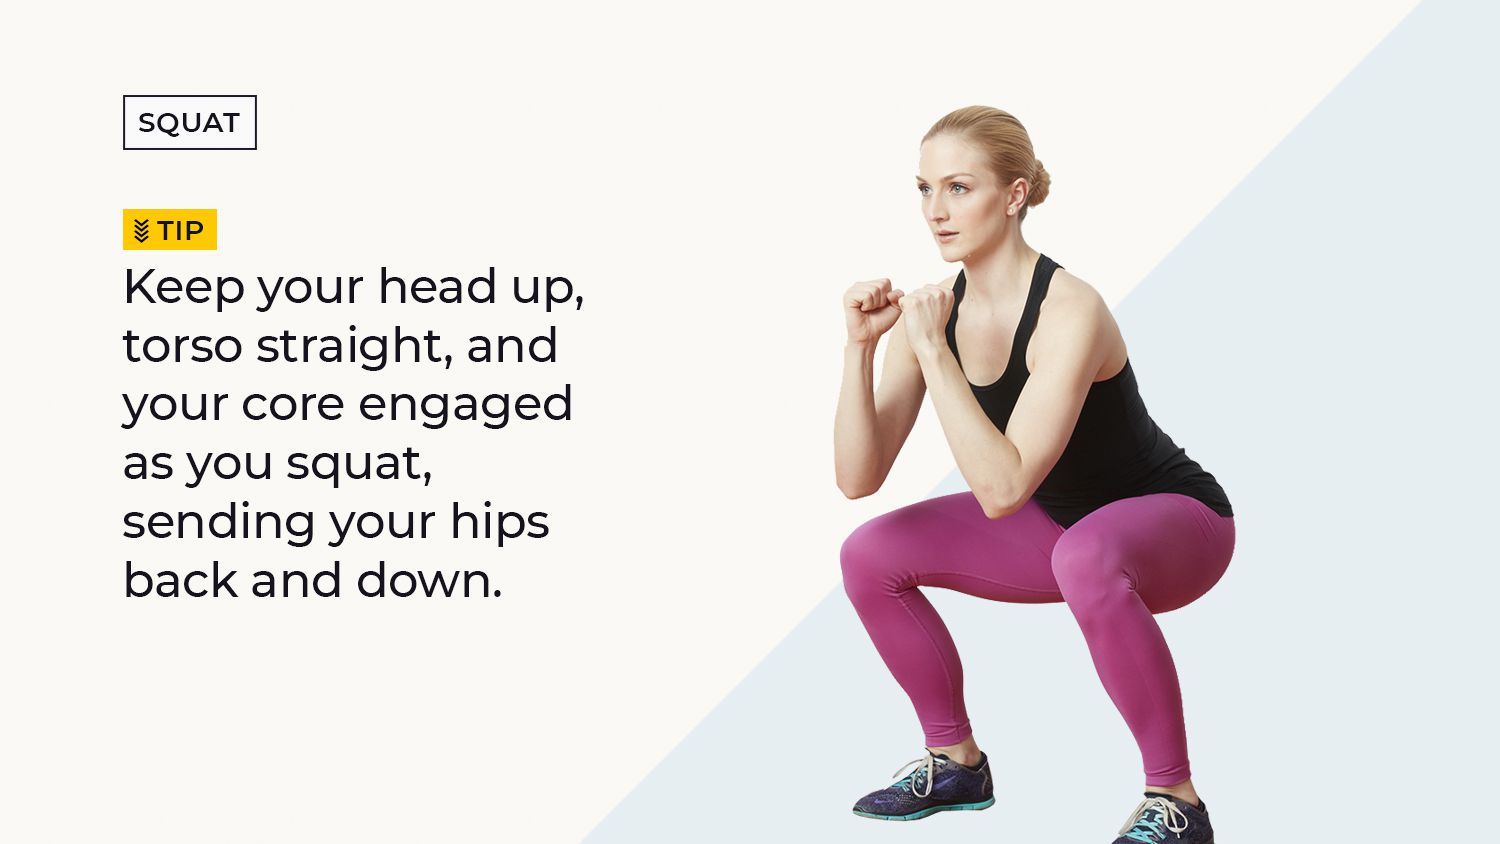 SQUAT
TIP
Keep your head up,
torso straight, and
your core engaged
as you squat,
sending your hips
back and down.